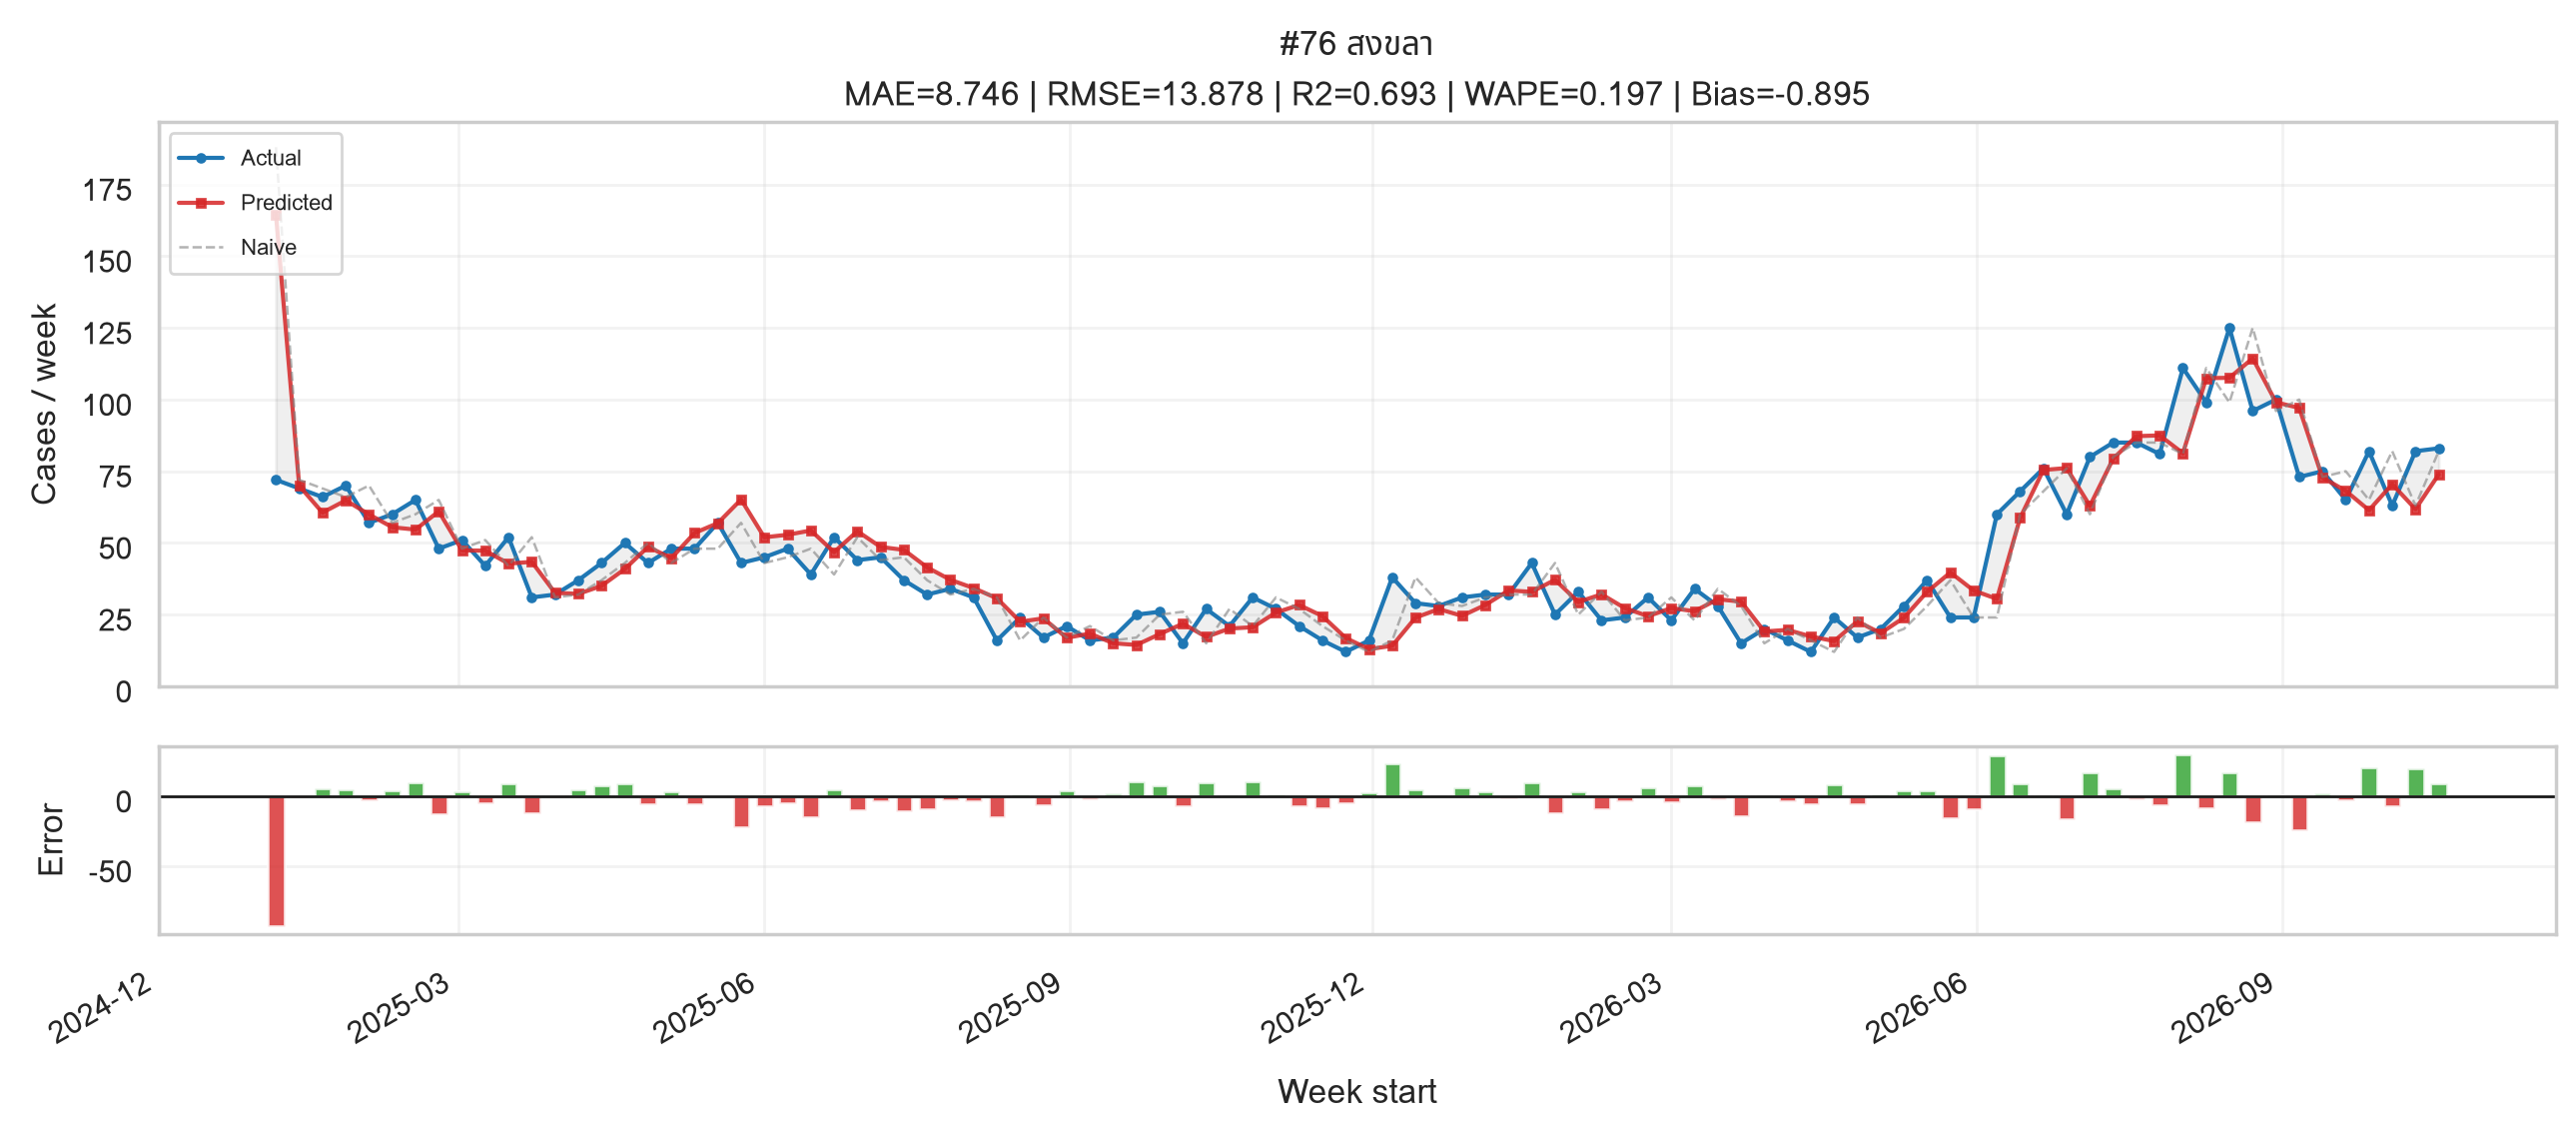 #76 สงขลา
MAE=8.746 | RMSE=13.878 | R2=0.693 | WAPE=0.197 | Bias=-0.895
Actual
Predicted
Naive
Cases / week
175
150
125
100
75
50
25
0
Error
0
-50
2024-12
2025-03
2025-06
2025-09
2025-12
2026-03
2026-06
2026-09
Week start